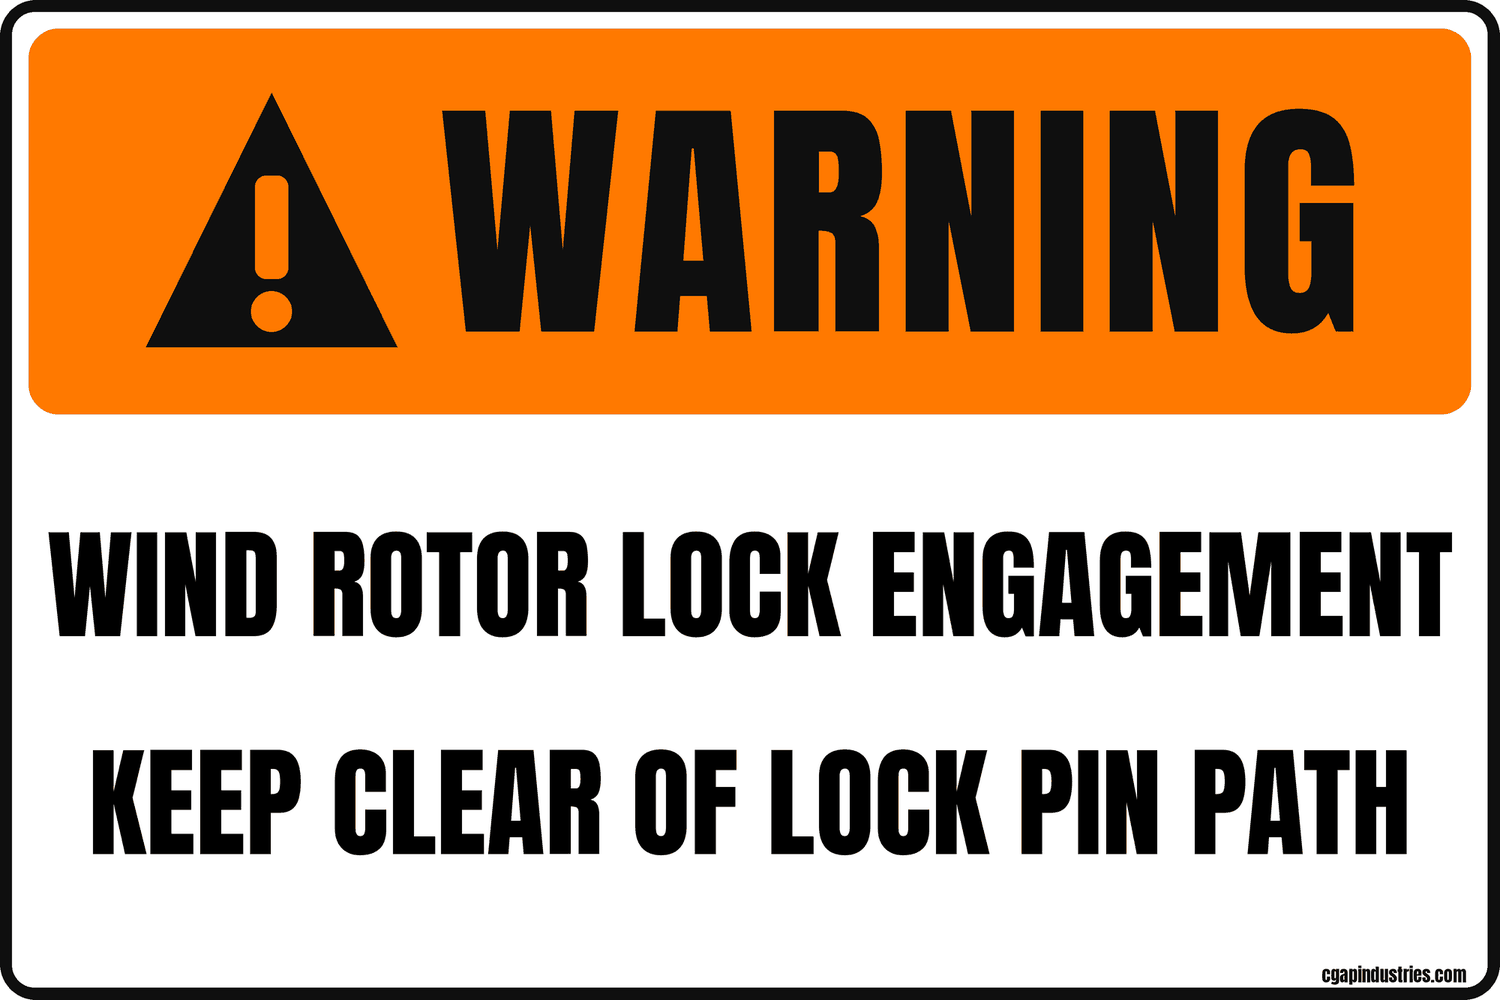 WARNING
WIND ROTOR LOCK ENGAGEMENT
KEEP CLEAR OF LOCK PIN PATH
cgapindustries.com